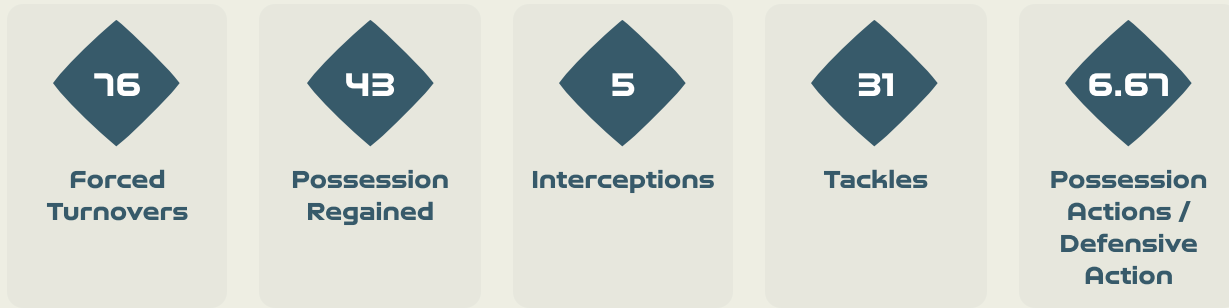 76
Forced
Turnovers
43
Possession
Regained
5
Interceptions
31
Tackles
6.67
Possession
Actions /
Defensive
Action